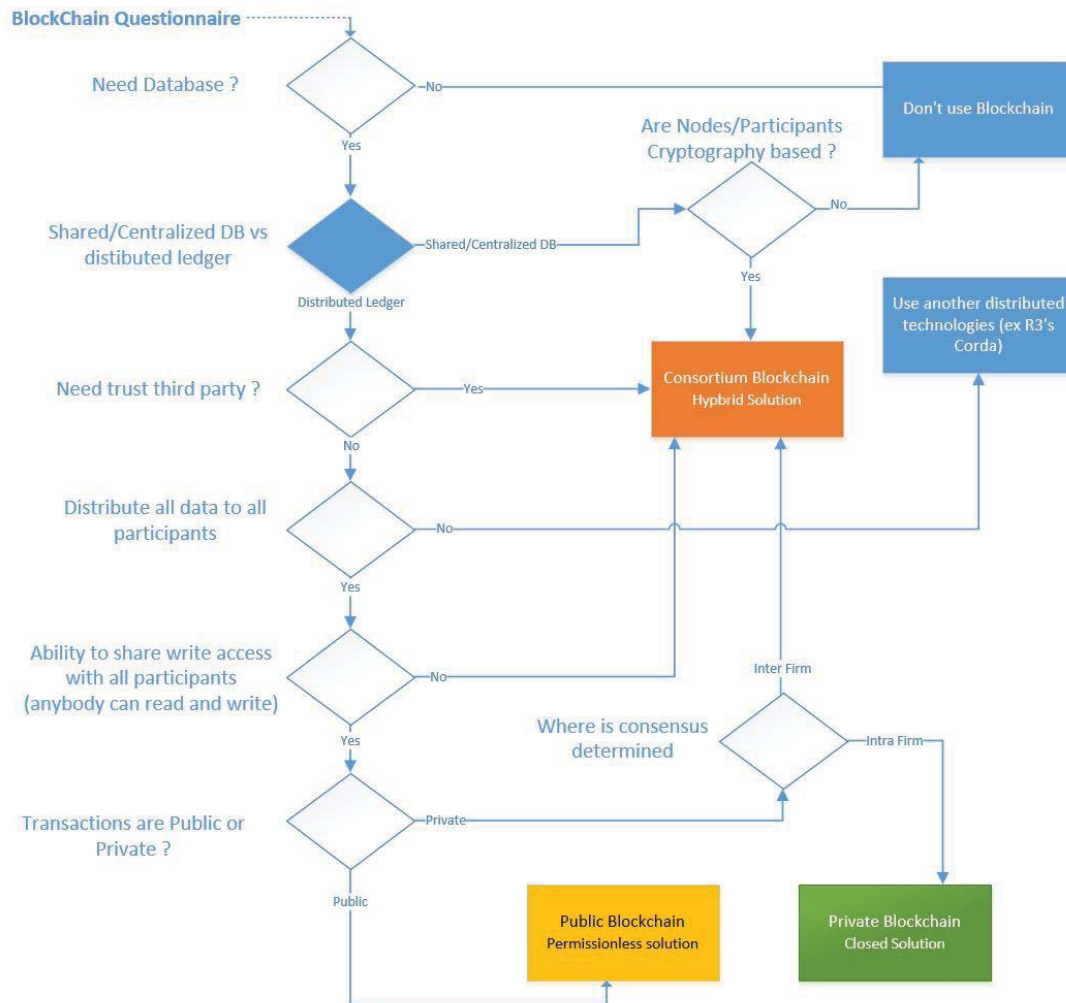 BlockChain Questionnaire
Need Database ?
No
Don't use Blockchain
Are Nodes/Participants
Cryptography based ?
Yes
No
Shared/Centralized DB vs
distibuted ledger
Shared/Centralized DB
Yes
Distributed Ledger
Use another distributed
technologies (ex R3's
Corda)
Need trust third party ?
Yes
Consortium Blockchain
Hypbrid Solution
No
Distribute all data to all
participants
No
Yes
Ability to share write access
with all participants
(anybody can read and write)
No
Inter Firm
Where is consensus
determined
Intra Firm
Yes
Transactions are Public or
Private ?
Private
Public
Public Blockchain
Permissionless solution
Private Blockchain
Closed Solution